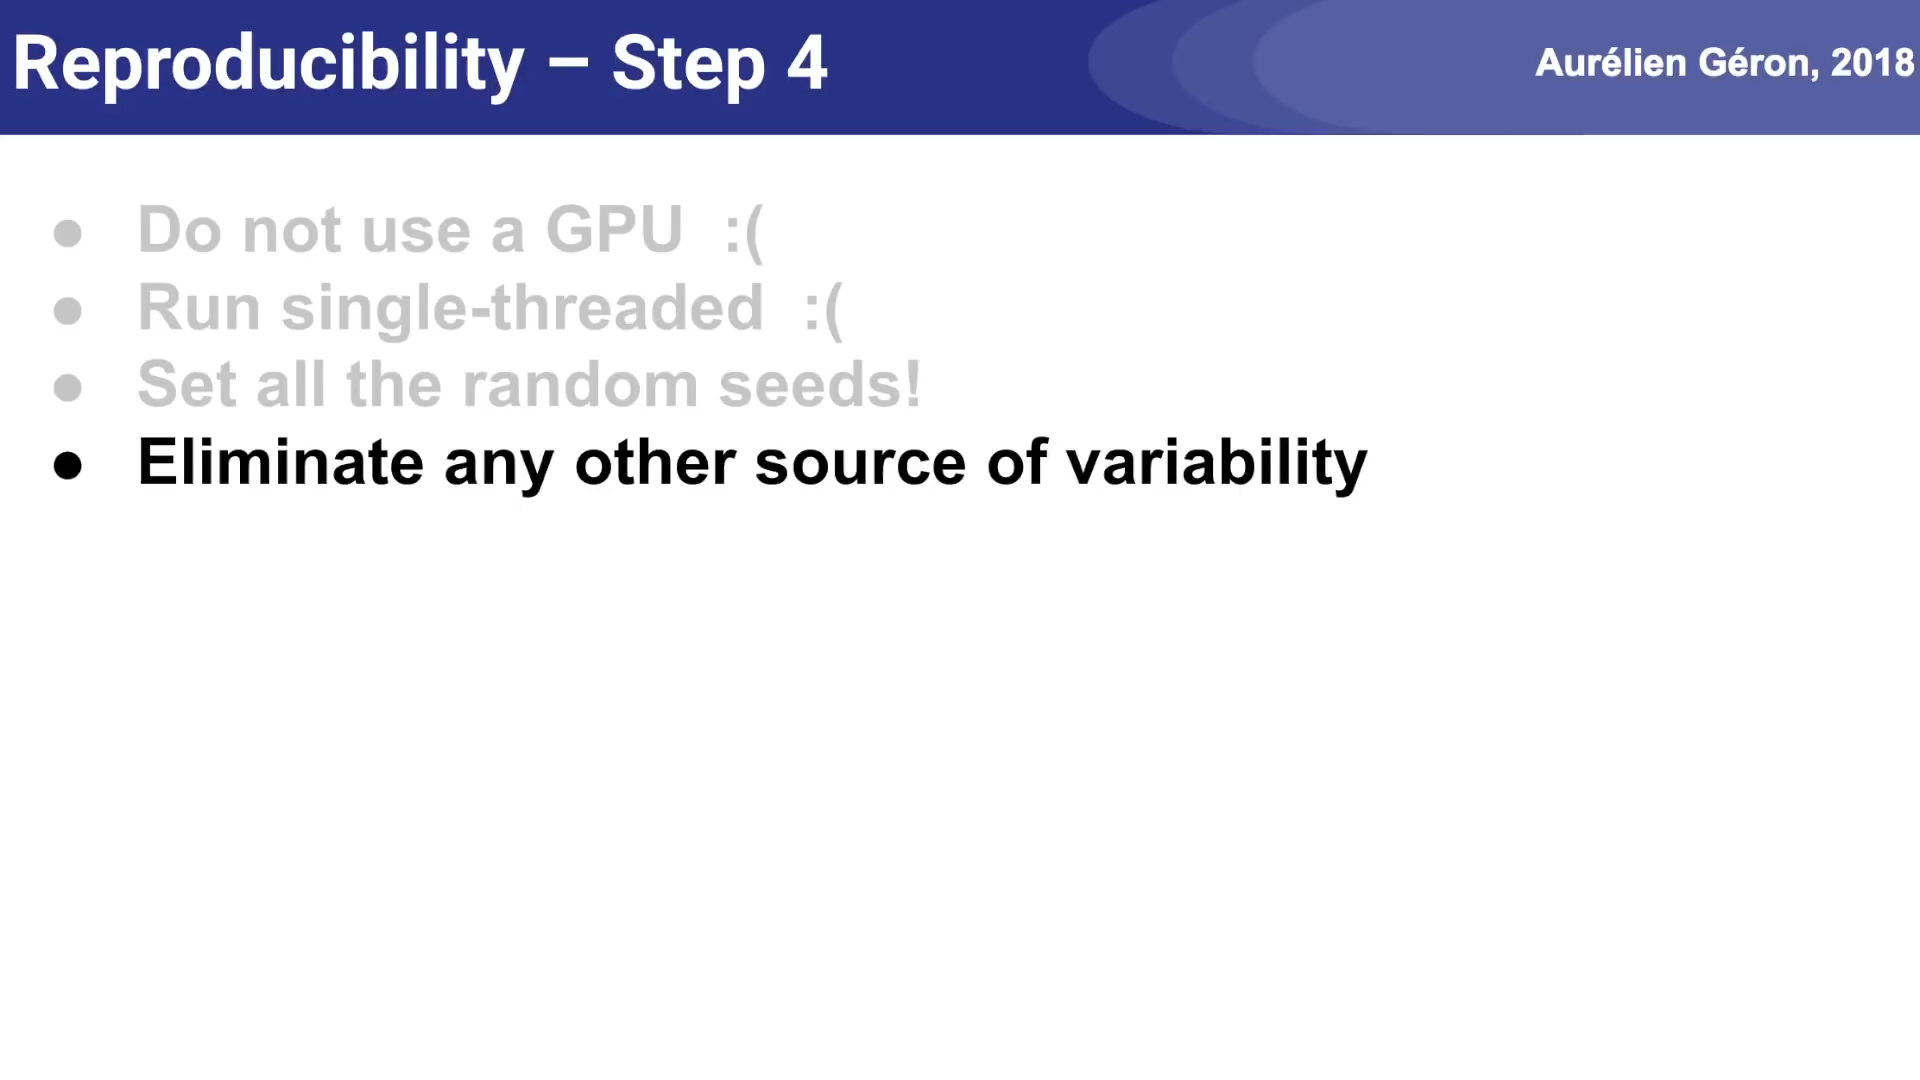 Reproducibility – Step 4
Aurélien Géron, 2018
● Do not use a GPU :(
● Run single-threaded :(
● Set all the random seeds!
● Eliminate any other source of variability